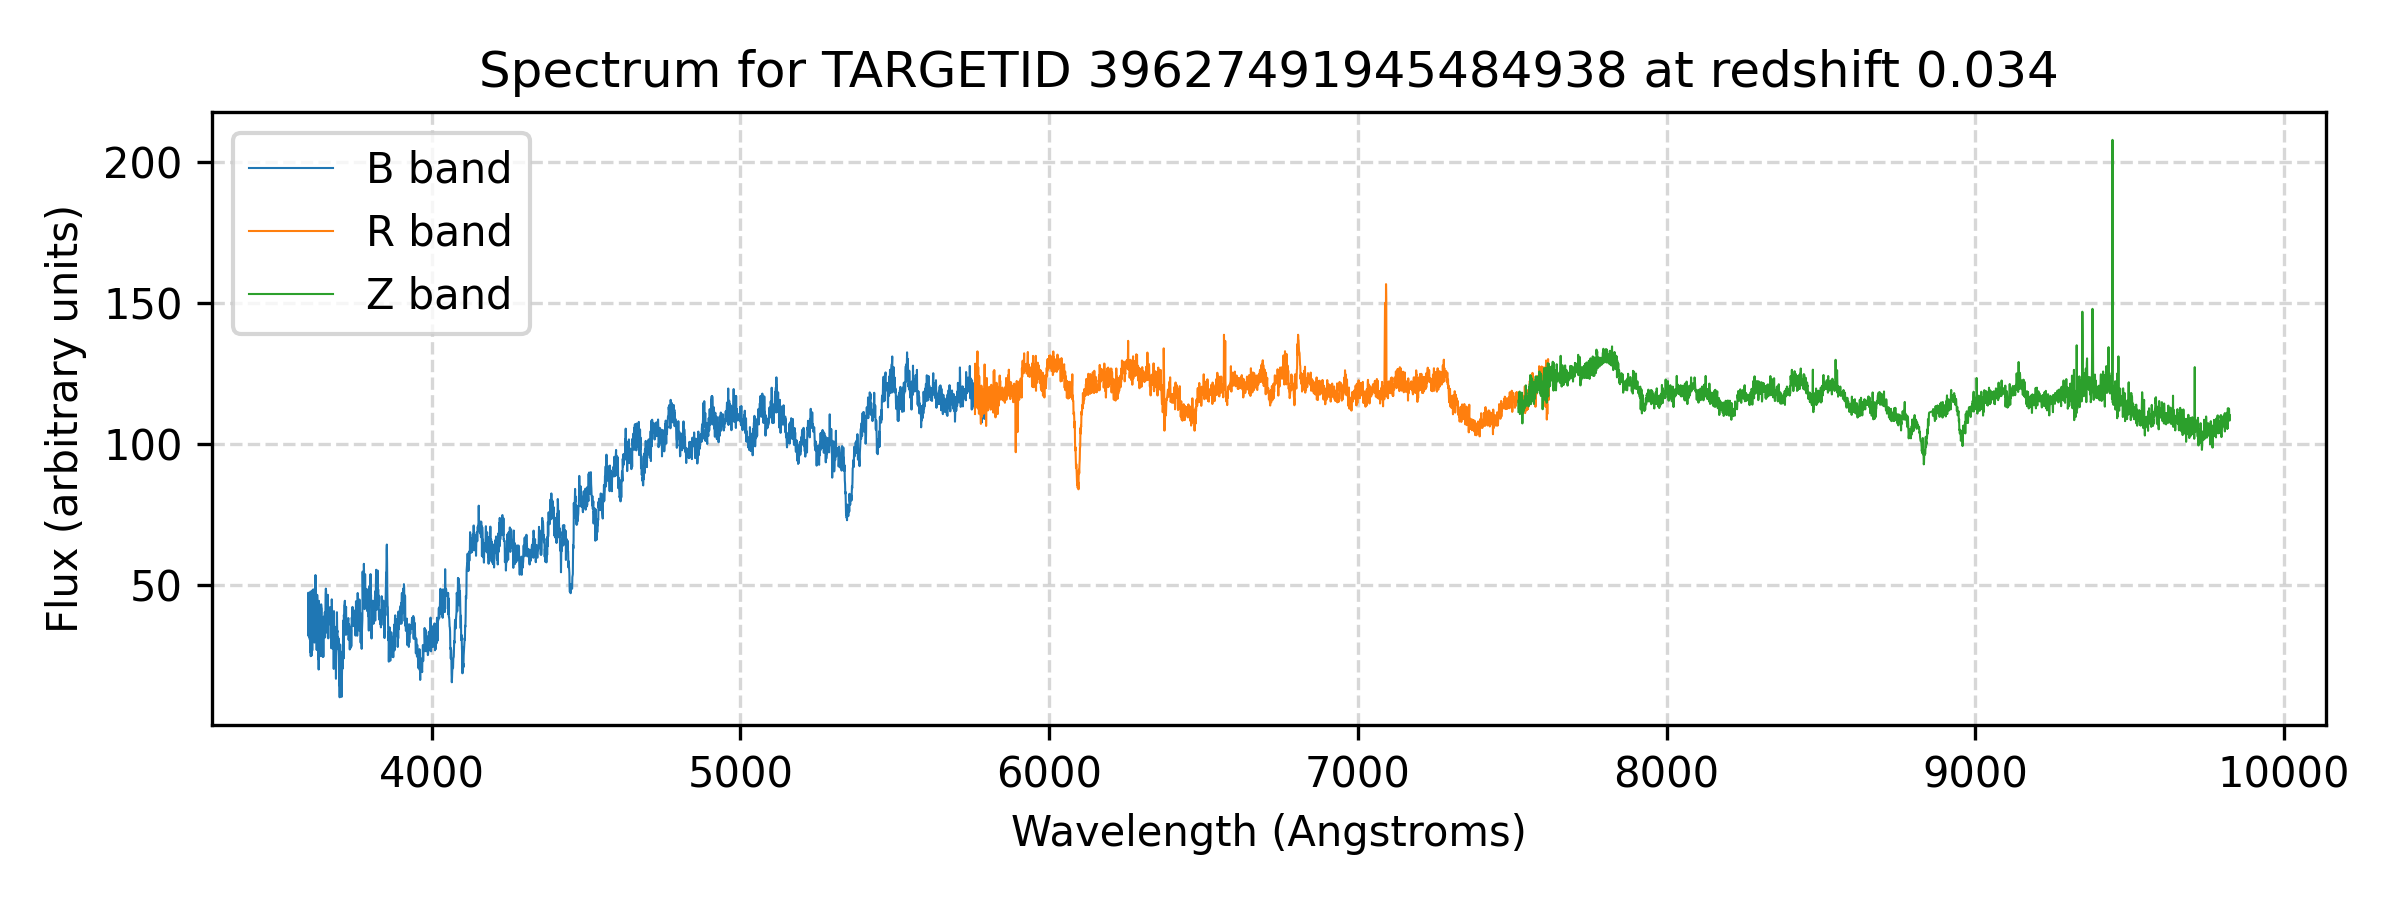 Spectrum for TARGETID 39627491945484938 at redshift 0.034
B band
R band
Z band
200
150
100
50
Flux (arbitrary units)
4000 5000 6000 7000 8000 9000 10000
Wavelength (Angstroms)